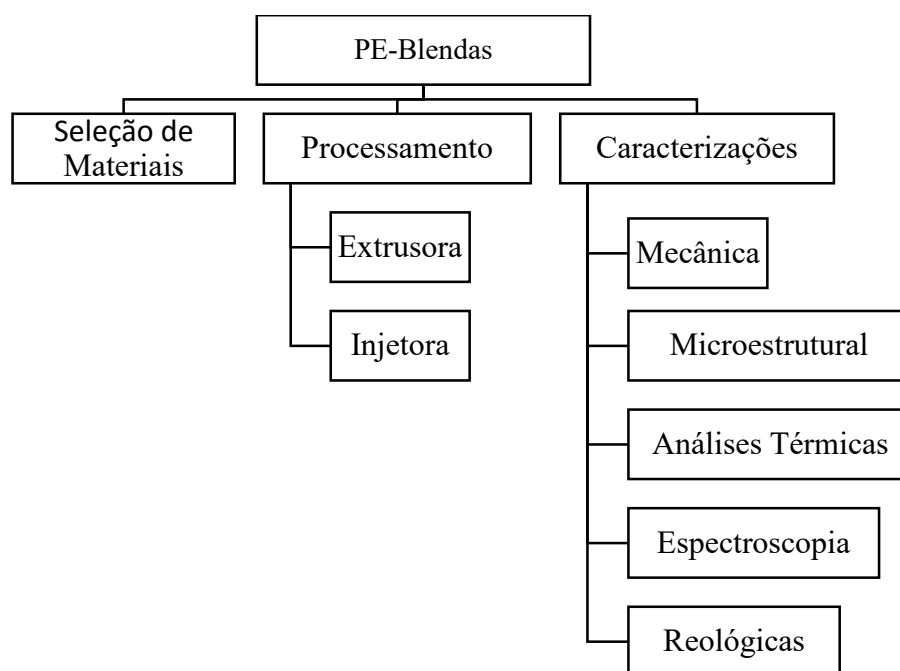 PE-Blendas
Seleção de
Materiais
Processamento
Extrusora
Injetora
Caracterizações
Mecânica
Microestrutural
Análises Térmicas
Espectroscopia
Reológicas